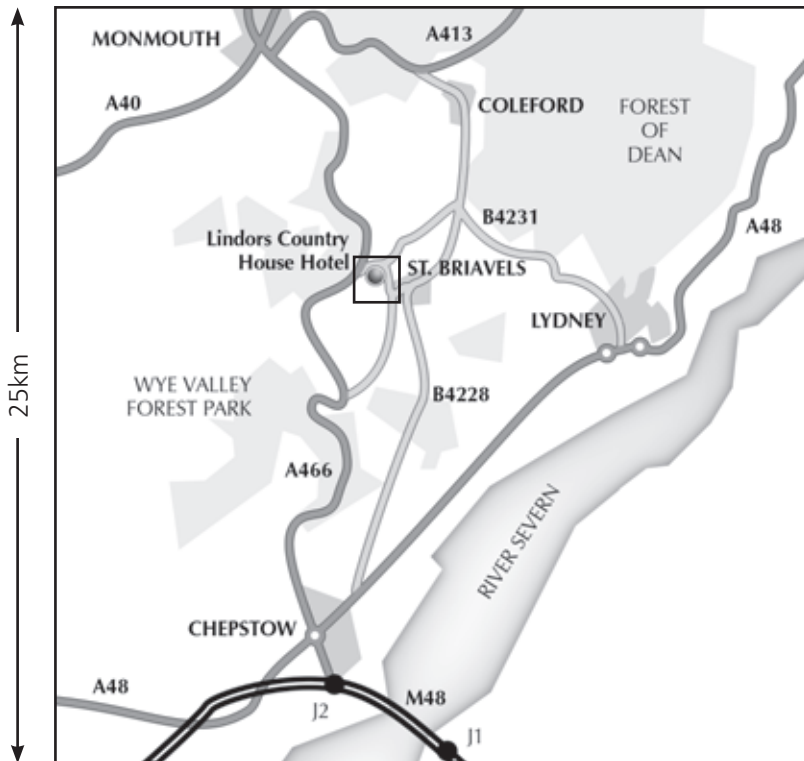 MONMOUTH
A413
A40
COLEFORD
FOREST
OF
DEAN
B4231
A48
Lindors Country
House Hotel
ST. BRIAVELS
LYDNEY
25km
WYE VALLEY
FOREST PARK
B4228
A466
RIVER SEVERN
CHEPSTOW
A48
M48
J2
J1